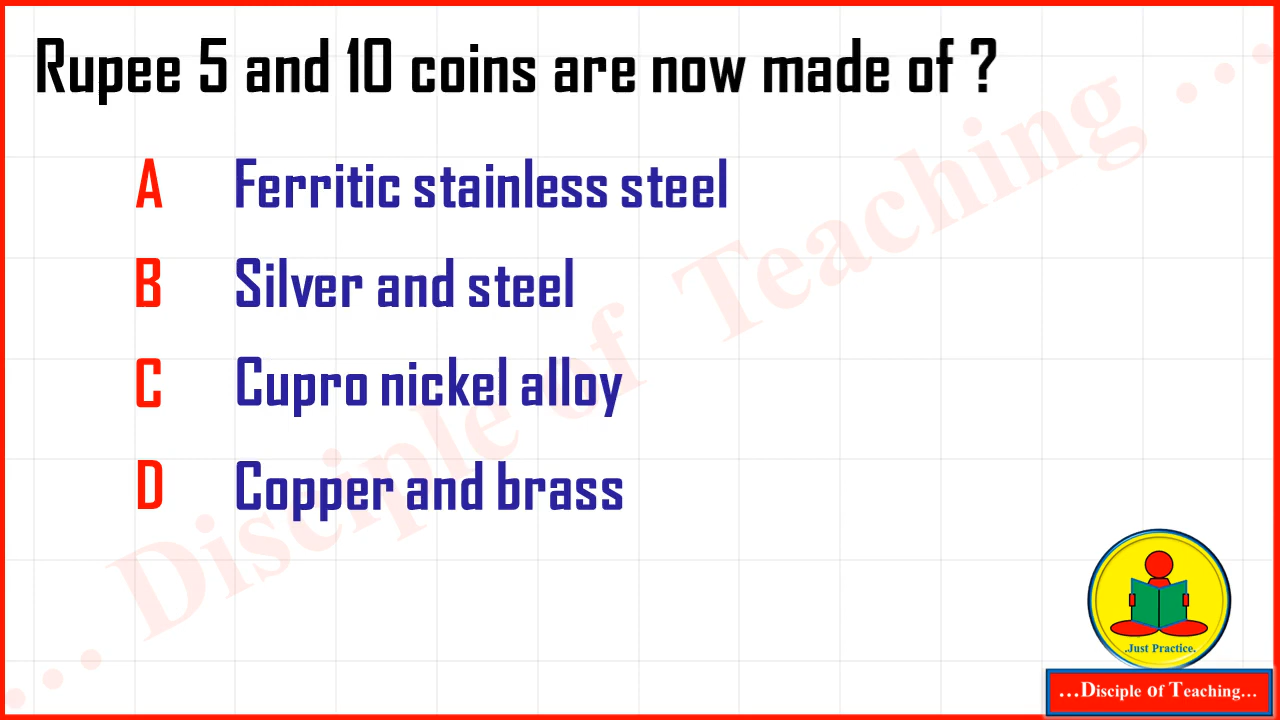 Rupee 5 and 10 coins are now made of ?
A Ferritic stainless steel
B Silver and steel
C Cupro nickel alloy
D Copper and brass
... Disciple of Teaching ...
.Just Practice.
...Disciple of Teaching...